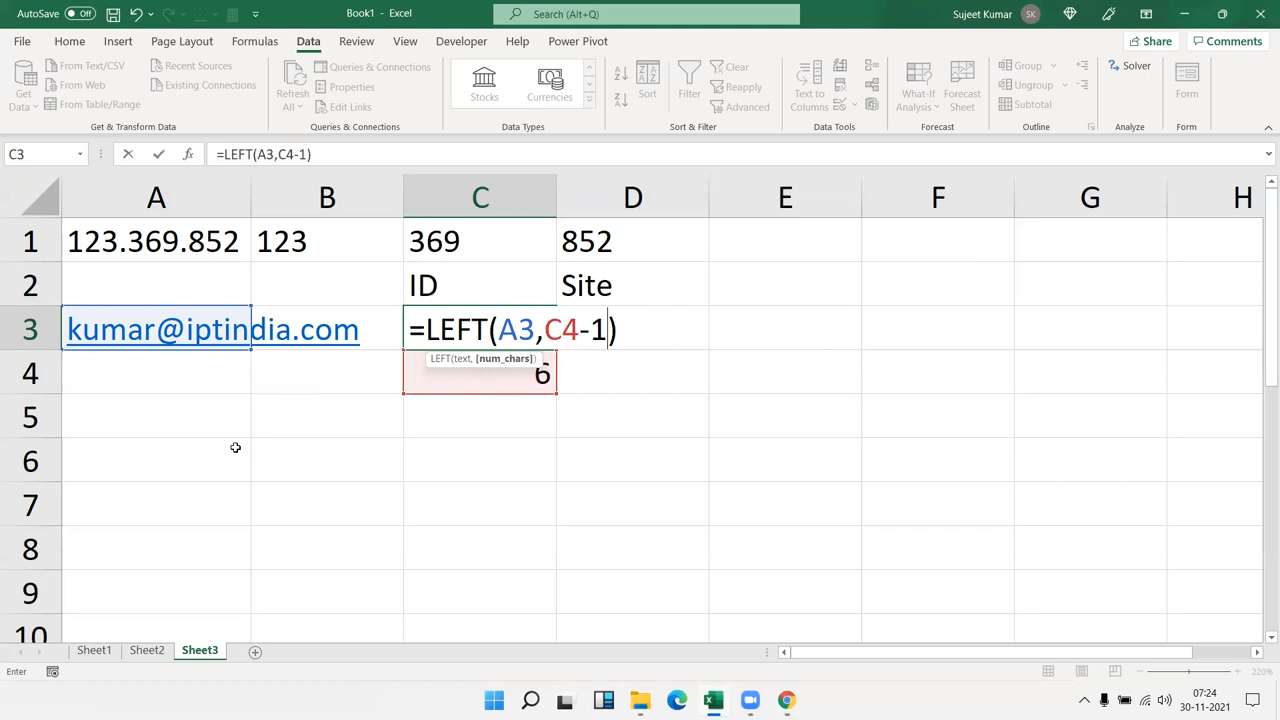 AutoSave Off Book1 - Excel Search (Alt+Q) Sujeet Kumar SK
File Home Insert Page Layout Formulas Data Review View Developer Help Power Pivot Share Comments
Get Data From Text/CSV From Web From Table/Range Recent Sources Existing Connections
Refresh All Queries & Connections Properties Edit Links
Stocks Currencies
Sort Filter Clear Reapply Advanced
Text to Columns
What-If Analysis Forecast Sheet
Group Ungroup Subtotal
Solver
Form
Get & Transform Data Queries & Connections Data Types Sort & Filter Data Tools Forecast Outline Analyze Form
C3 fx =LEFT(A3,C4-1)
A B C D E F G H
1 123.369.852 123 369 852
2 ID Site
3 kumar@iptindia.com =LEFT(A3,C4-1)
LEFT(text, [num_chars])
4 6
5
6
7
8
9
10
Sheet1 Sheet2 Sheet3
Enter 220%
07:24
30-11-2021